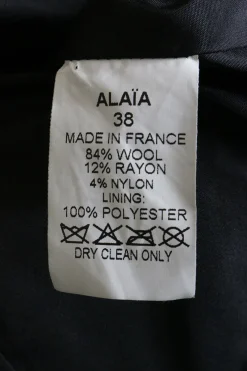 ALAÏA
38
MADE IN FRANCE
84% WOOL
12% RAYON
4% NYLON
LINING:
100% POLYESTER
DRY CLEAN ONLY